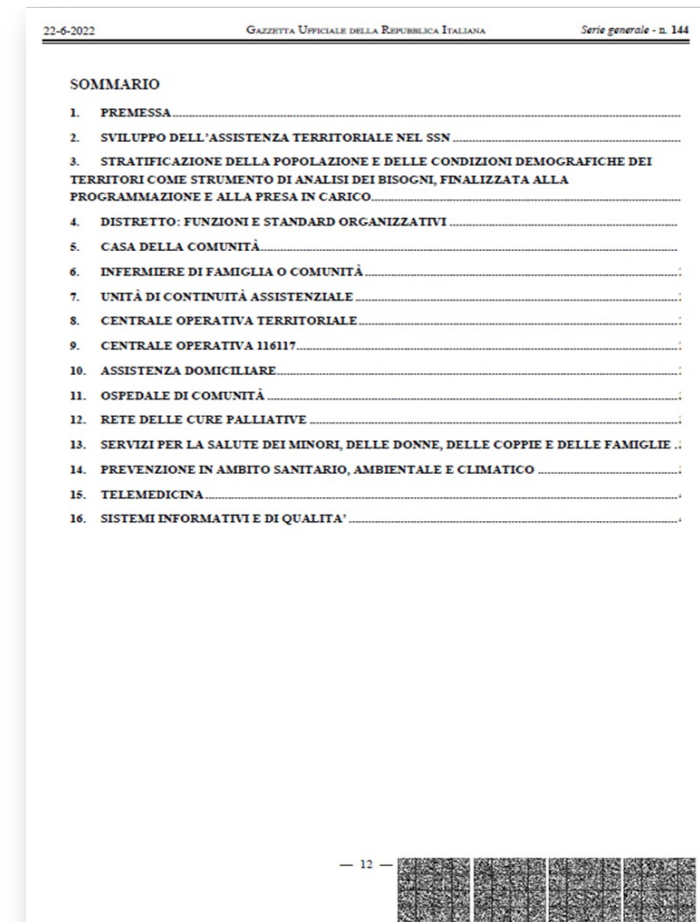 22-6-2022 GAZZETTA UFFICIALE DELLA REPUBBLICA ITALIANA Serie generale - n. 144
SOMMARIO
1. PREMESSA
2. SVILUPPO DELL’ASSISTENZA TERRITORIALE NEL SSN
3. STRATIFICAZIONE DELLA POPOLAZIONE E DELLE CONDIZIONI DEMOGRAFICHE DEI
TERRITORI COME STRUMENTO DI ANALISI DEI BISOGNI, FINALIZZATA ALLA
PROGRAMMAZIONE E ALLA PRESA IN CARICO
4. DISTRETTO: FUNZIONI E STANDARD ORGANIZZATIVI
5. CASA DELLA COMUNITÀ
6. INFERMIERE DI FAMIGLIA O COMUNITÀ
7. UNITÀ DI CONTINUITÀ ASSISTENZIALE
8. CENTRALE OPERATIVA TERRITORIALE
9. CENTRALE OPERATIVA 116117
10. ASSISTENZA DOMICILIARE
11. OSPEDALE DI COMUNITÀ
12. RETE DELLE CURE PALLIATIVE
13. SERVIZI PER LA SALUTE DEI MINORI, DELLE DONNE, DELLE COPPIE E DELLE FAMIGLIE
14. PREVENZIONE IN AMBITO SANITARIO, AMBIENTALE E CLIMATICO
15. TELEMEDICINA
16. SISTEMI INFORMATIVI E DI QUALITA’
— 12 —